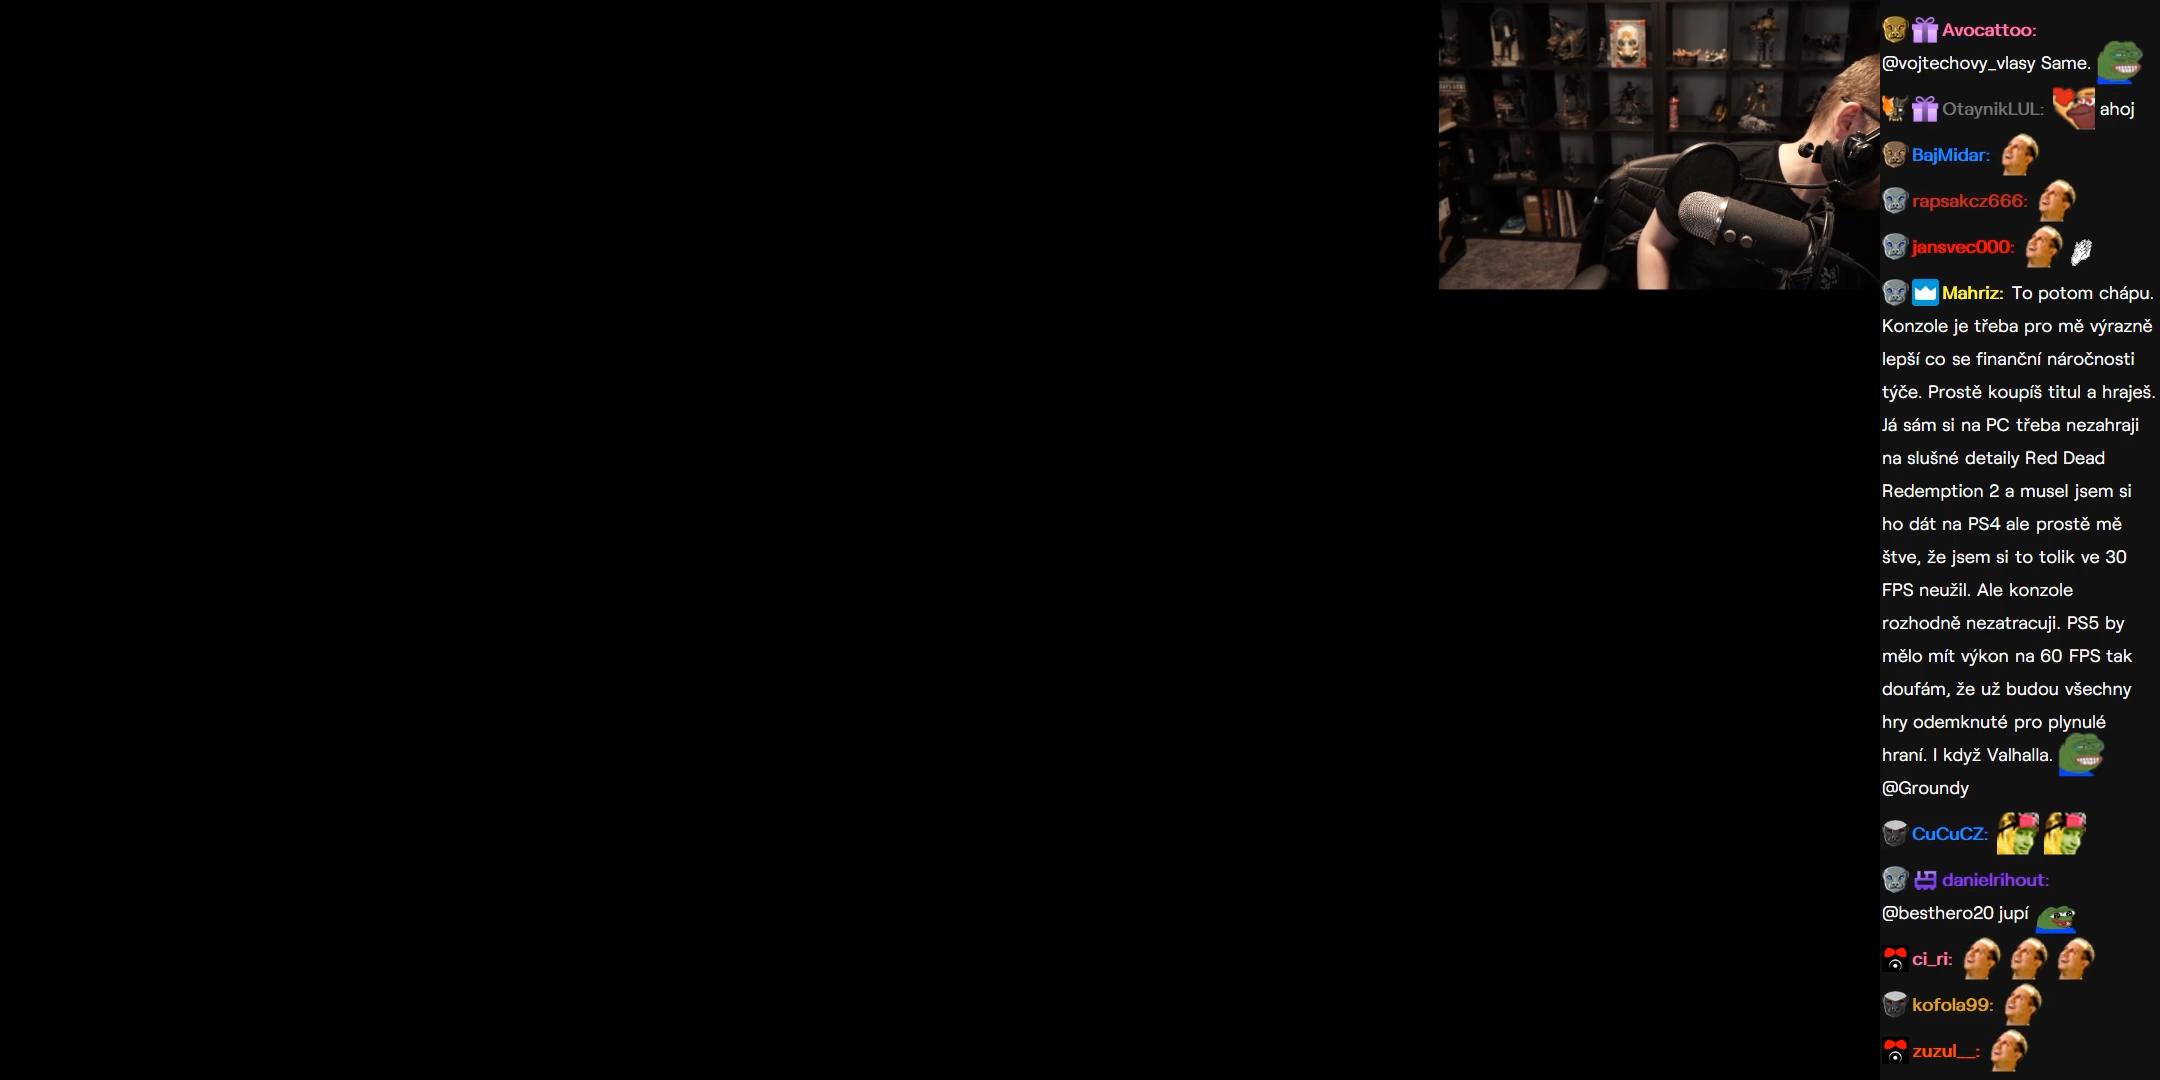 Avocattoo:
@vojtechovy_vlasy Same.
OtaynikLUL: ahoj
BajMidar:
rapsakcz666:
jansvec000:
Mahriz: To potom chápu.
Konzole je třeba pro mě výrazně
lepší co se finanční náročnosti
týče. Prostě koupíš titul a hraješ.
Já sám si na PC třeba nezahraji
na slušné detaily Red Dead
Redemption 2 a musel jsem si
ho dát na PS4 ale prostě mě
štve, že jsem si to tolik ve 30
FPS neužil. Ale konzole
rozhodně nezatracuji. PS5 by
mělo mít výkon na 60 FPS tak
doufám, že už budou všechny
hry odemknuté pro plynulé
hraní. I když Valhalla.
@Groundy
CuCuCZ:
danielrihout:
@besthero20 jupí
ci_ri:
kofola99:
zuzul__: